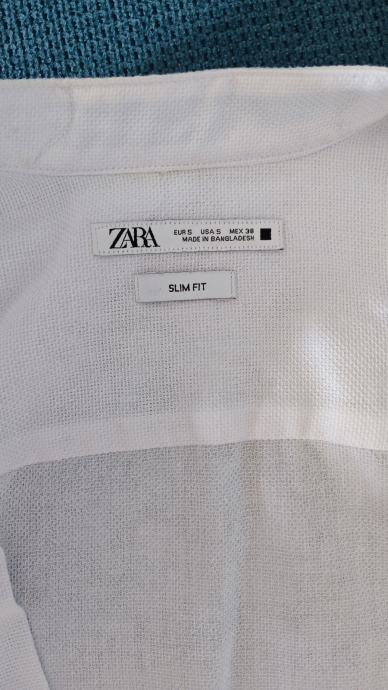 ZARA
EUR S USA S MEX 38
MADE IN BANGLADESH
SLIM FIT